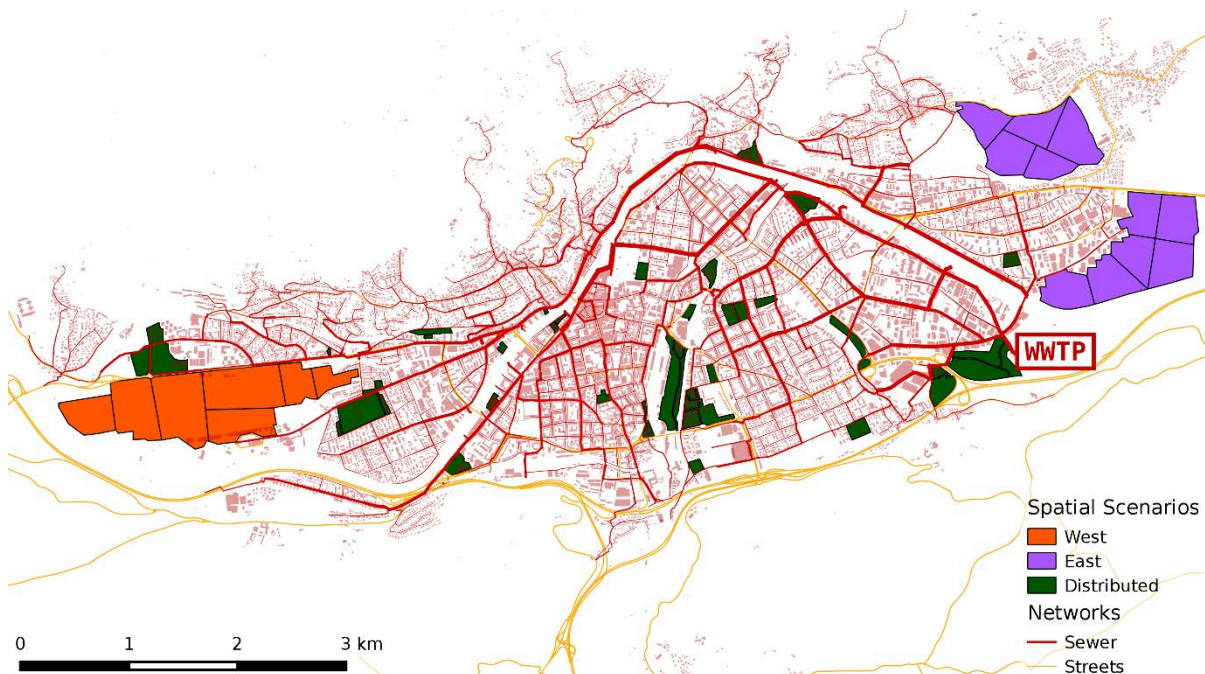 WWTP
Spatial Scenarios
West
East
Distributed
Networks
Sewer
Streets
0 1 2 3 km